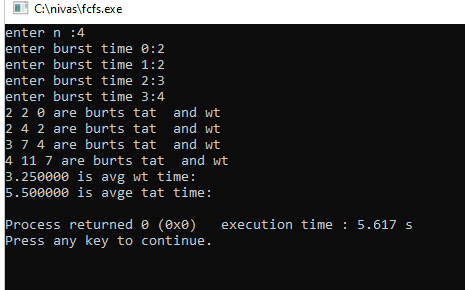 C:\nivas\fcfs.exe
enter n :4
enter burst time 0:2
enter burst time 1:2
enter burst time 2:3
enter burst time 3:4
2 2 0 are burts tat  and wt
2 4 2 are burts tat  and wt
3 7 4 are burts tat  and wt
4 11 7 are burts tat  and wt
3.250000 is avg wt time:
5.500000 is avge tat time:
Process returned 0 (0x0)   execution time : 5.617 s
Press any key to continue.